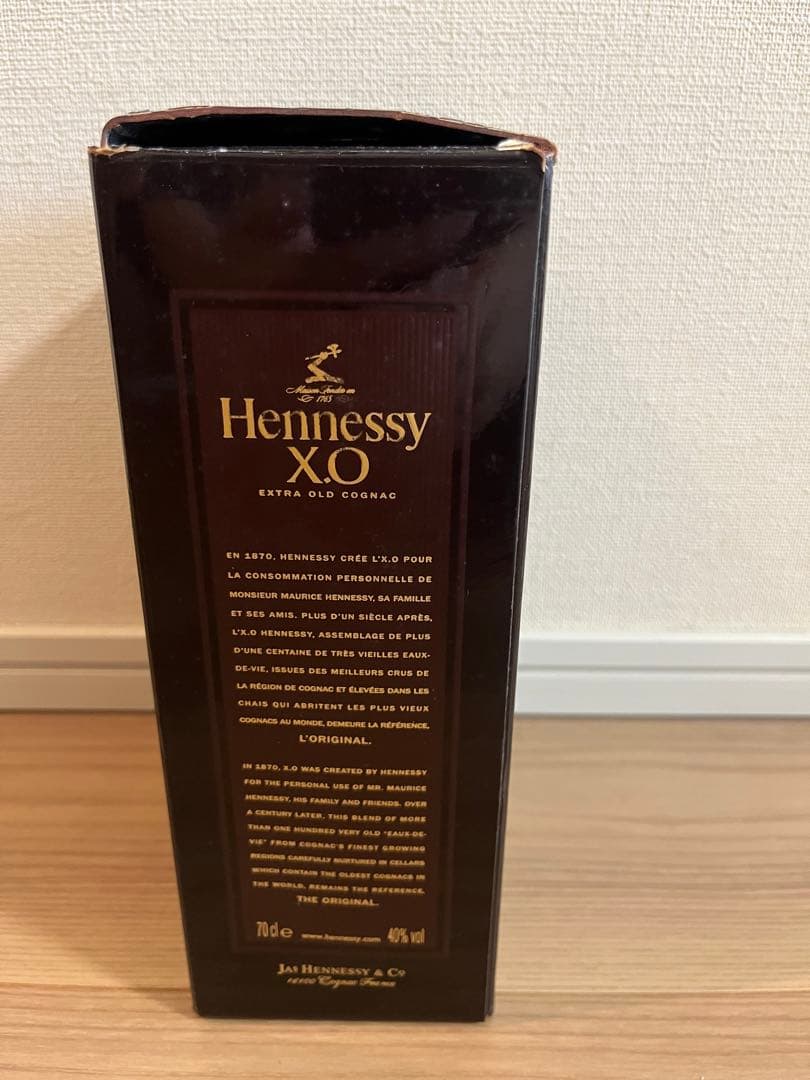 Maison fondée en
1765
Hennessy
X.O
EXTRA OLD COGNAC
EN 1870, HENNESSY CRÉE L'X.O POUR
LA CONSOMMATION PERSONNELLE DE
MONSIEUR MAURICE HENNESSY, SA FAMILLE
ET SES AMIS. PLUS D'UN SIÈCLE APRÈS,
L'X.O HENNESSY, ASSEMBLAGE DE PLUS
D'UNE CENTAINE DE TRÈS VIEILLES EAUX-
DE-VIE, ISSUES DES MEILLEURS CRUS DE
LA RÉGION DE COGNAC ET ÉLEVÉES DANS LES
CHAIS QUI ABRITENT LES PLUS VIEUX
COGNACS AU MONDE, DEMEURE LA RÉFÉRENCE,
L'ORIGINAL.
IN 1870, X.O WAS CREATED BY HENNESSY
FOR THE PERSONAL USE OF MR. MAURICE
HENNESSY, HIS FAMILY AND FRIENDS. OVER
A CENTURY LATER, THIS BLEND OF MORE
THAN ONE HUNDRED VERY OLD "EAUX-DE-
VIE" FROM COGNAC'S FINEST GROWING
REGIONS CAREFULLY NURTURED IN CELLARS
WHICH CONTAIN THE OLDEST COGNACS IN
THE WORLD, REMAINS THE REFERENCE,
THE ORIGINAL.
70 cl e www.hennessy.com 40% vol
JAS HENNESSY & Co
16100 Cognac France